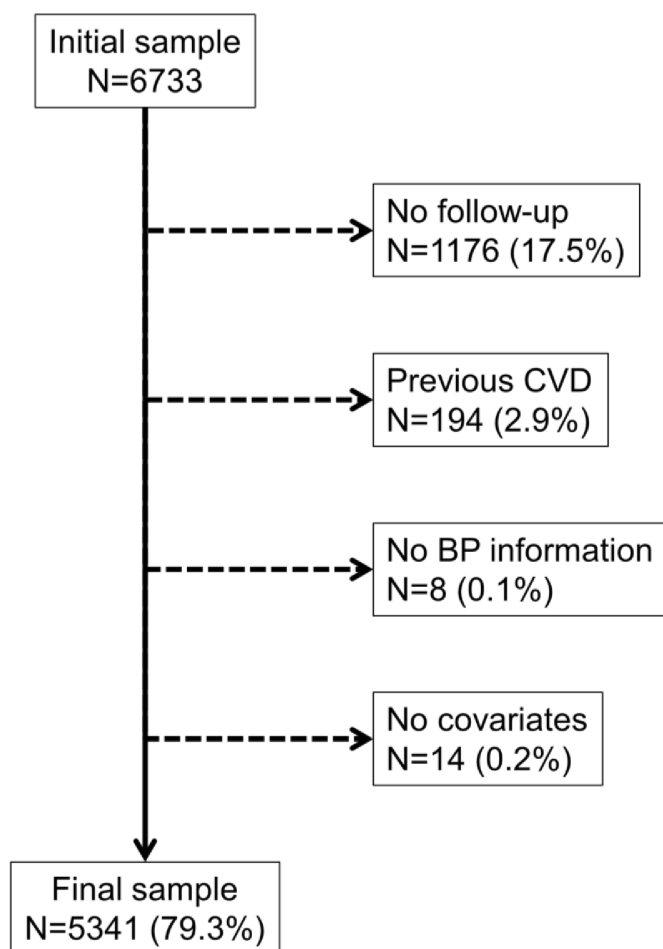 Initial sample
N=6733
No follow-up
N=1176 (17.5%)
Previous CVD
N=194 (2.9%)
No BP information
N=8 (0.1%)
No covariates
N=14 (0.2%)
Final sample
N=5341 (79.3%)